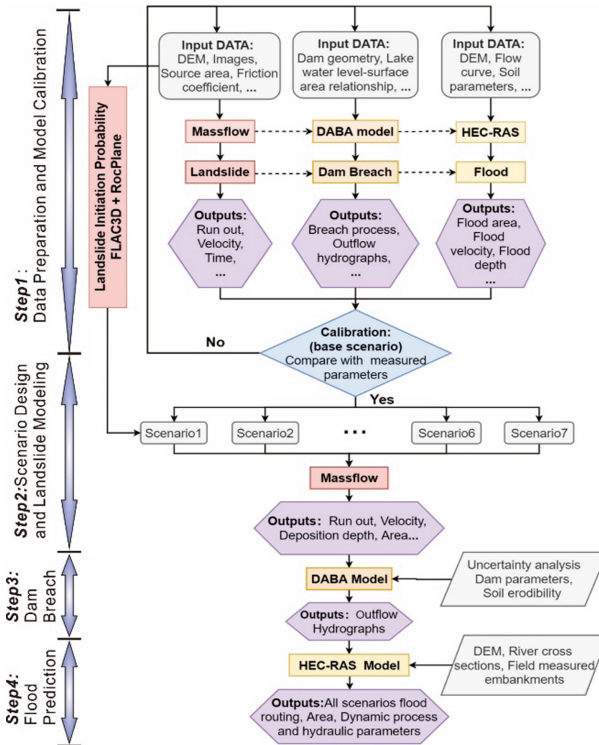 Step1:
Data Preparation and Model Calibration
Landslide Initiation Probability
FLAC3D + RocPlane
Input DATA:
DEM, Images,
Source area, Friction
coefficient, ...
Input DATA:
Dam geometry, Lake
water level-surface
area relationship, ...
Input DATA:
DEM, Flow
curve, Soil
parameters, ...
Massflow
DABA model
HEC-RAS
Landslide
Dam Breach
Flood
Outputs:
Run out,
Velocity,
Time,
...
Outputs:
Breach process,
Outflow
hydrographs,
...
Outputs:
Flood area,
Flood
velocity, Flood
depth
...
No
Calibration:
(base scenario)
Compare with measured
parameters
Yes
Step2:Scenario Design
and Landslide Modeling
Scenario1
Scenario2
...
Scenario6
Scenario7
Massflow
Outputs: Run out, Velocity,
Deposition depth, Area...
Step3:
Dam
Breach
DABA Model
Uncertainty analysis
Dam parameters,
Soil erodibility
Outputs: Outflow
Hydrographs
Step4:
Flood
Prediction
HEC-RAS Model
DEM, River cross
sections, Field measured
embankments
Outputs:All scenarios flood
routing, Area, Dynamic process
and hydraulic parameters